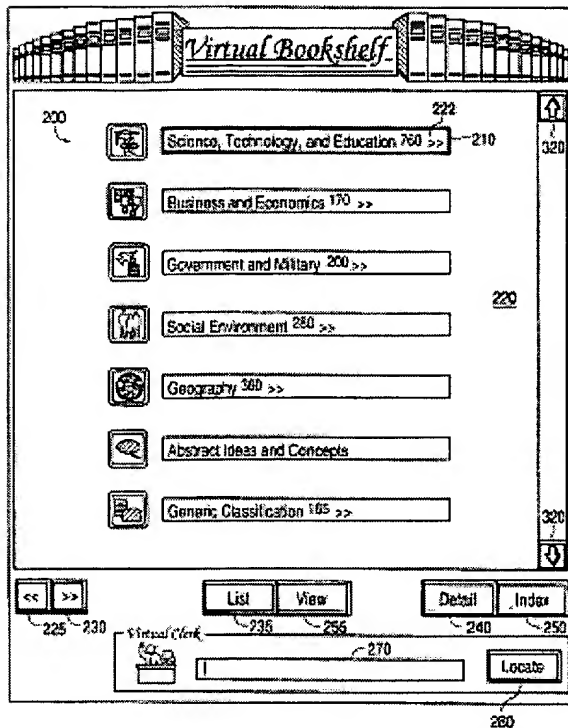 Virtual Bookshelf
200
222
Science, Technology, and Education 760 >>
210
320
Business and Economics 170 >>
Government and Military 200 >>
220
Social Environment 280 >>
Geography 360 >>
Abstract Ideas and Concepts
Generic Classification 165 >>
320
<< >> List View Detail Index
225 230 235 255 240 250
Virtual Clerk
270
Locate
260